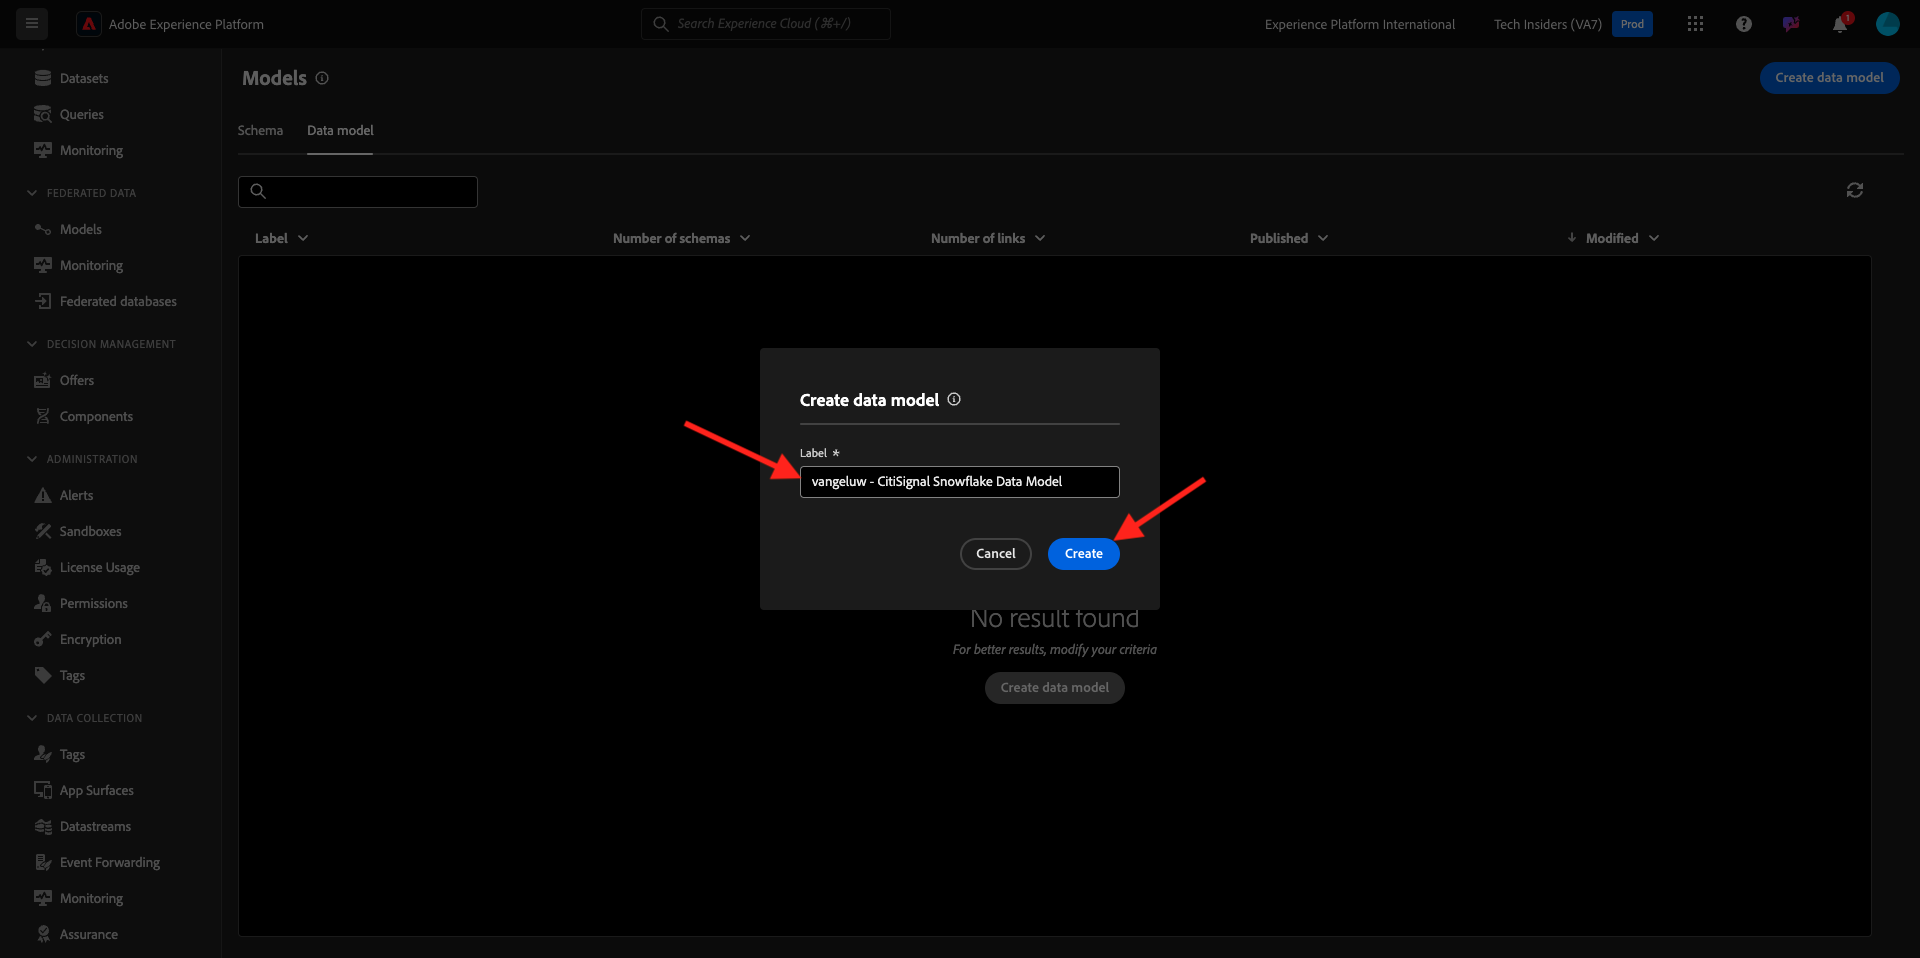 Adobe Experience Platform
Search Experience Cloud (⌘+/)
Experience Platform International
Tech Insiders (VA7)
Prod
1
Datasets
Queries
Monitoring
FEDERATED DATA
Models
Monitoring
Federated databases
DECISION MANAGEMENT
Offers
Components
ADMINISTRATION
Alerts
Sandboxes
License Usage
Permissions
Encryption
Tags
DATA COLLECTION
Tags
App Surfaces
Datastreams
Event Forwarding
Monitoring
Assurance
Models
Create data model
Schema
Data model
Label
Number of schemas
Number of links
Published
Modified
Create data model
Label *
vangeluw - CitiSignal Snowflake Data Model
Cancel
Create
No result found
For better results, modify your criteria
Create data model